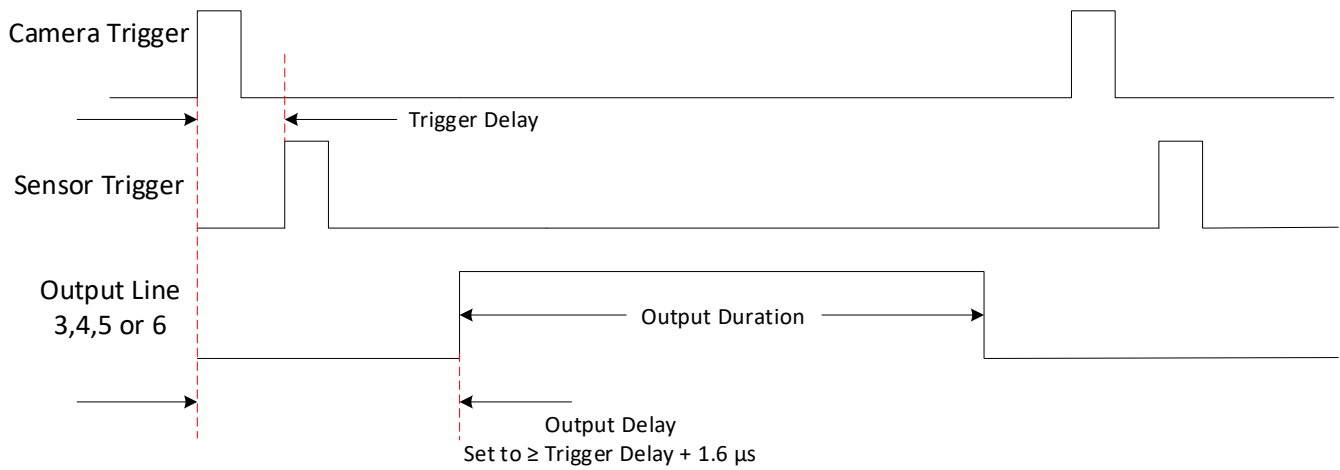 Camera Trigger
Trigger Delay
Sensor Trigger
Output Line
3,4,5 or 6
Output Duration
Output Delay
Set to ≥ Trigger Delay + 1.6 µs